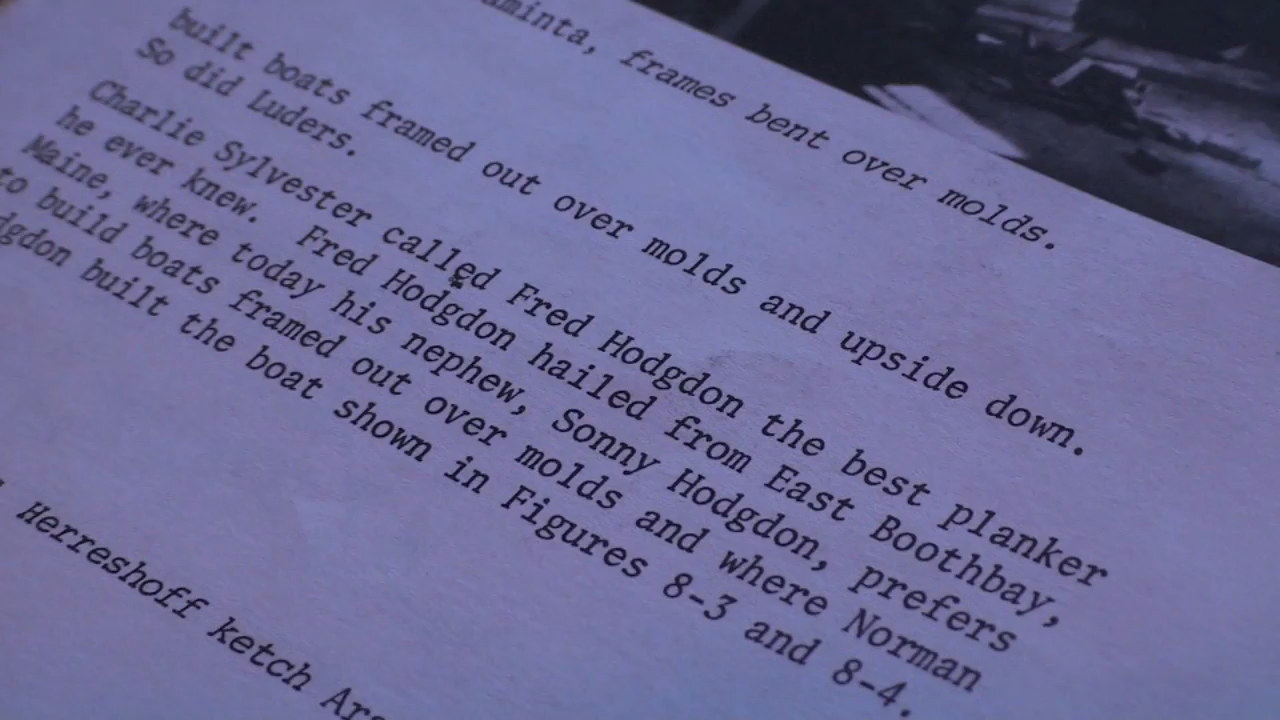 frames bent over molds.
built boats framed out over molds and upside down.
So did Luders.
Charlie Sylvester called Fred Hodgdon the best planker
he ever knew. Fred Hodgdon hailed from East Boothbay,
Maine, where today his nephew, Sonny Hodgdon, prefers
to build boats framed out over molds and where Norman
built the boat shown in Figures 8-3 and 8-4.
Herreshoff ketch